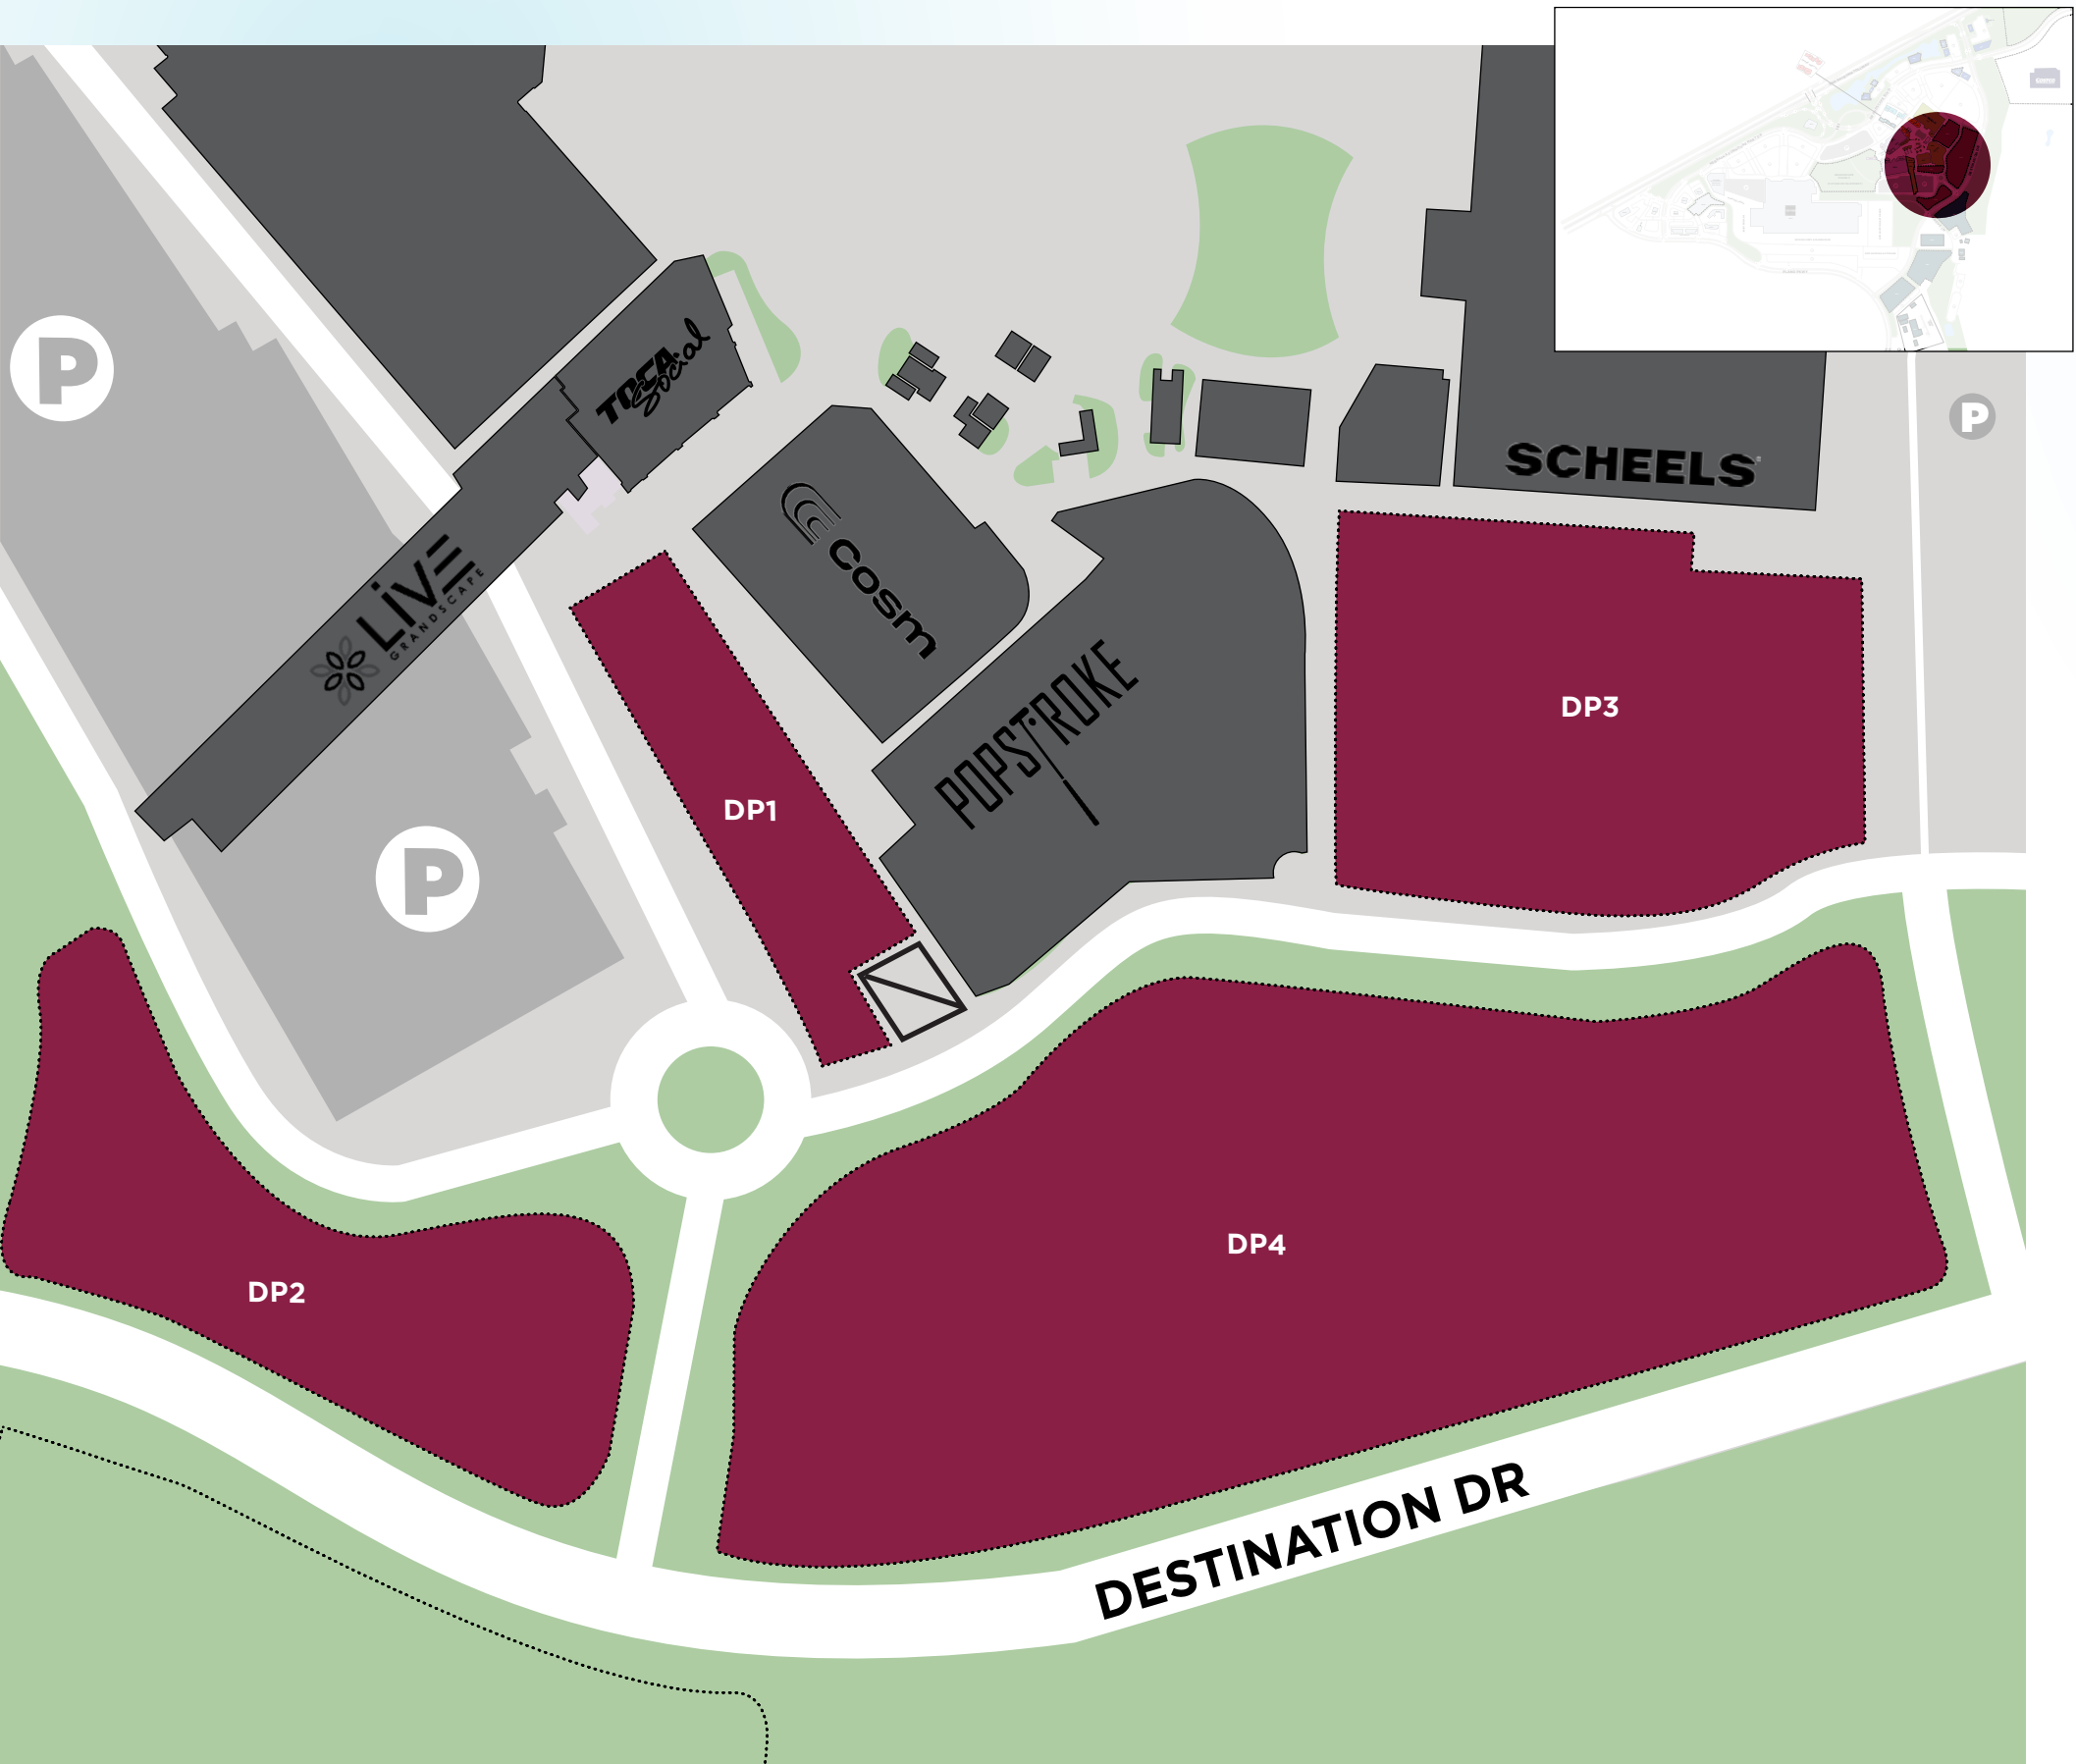 P
TOCA
Social
P
SCHEELS
LIVE
GRANDSCAPE
cosm
POPSTROKE
DP3
DP1
P
DP4
DP2
DESTINATION DR